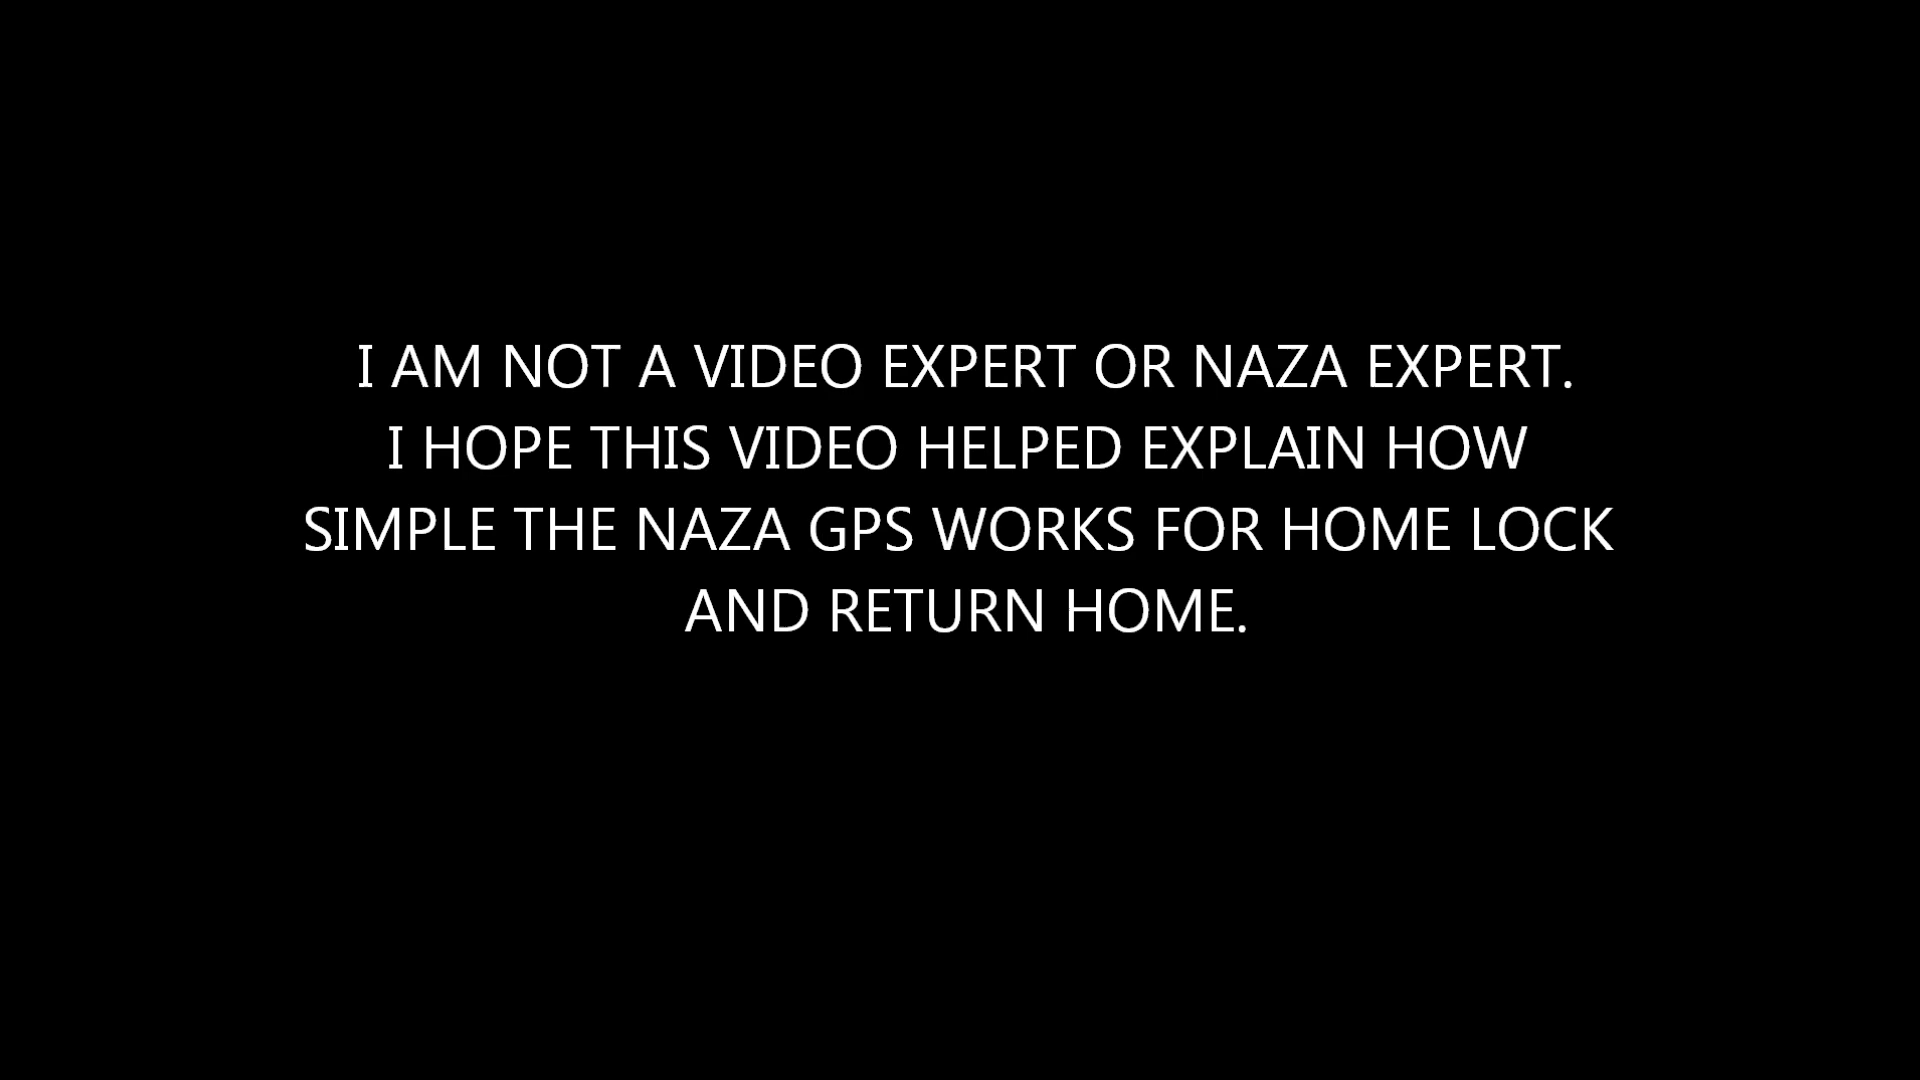 I AM NOT A VIDEO EXPERT OR NAZA EXPERT.
I HOPE THIS VIDEO HELPED EXPLAIN HOW
SIMPLE THE NAZA GPS WORKS FOR HOME LOCK
AND RETURN HOME.